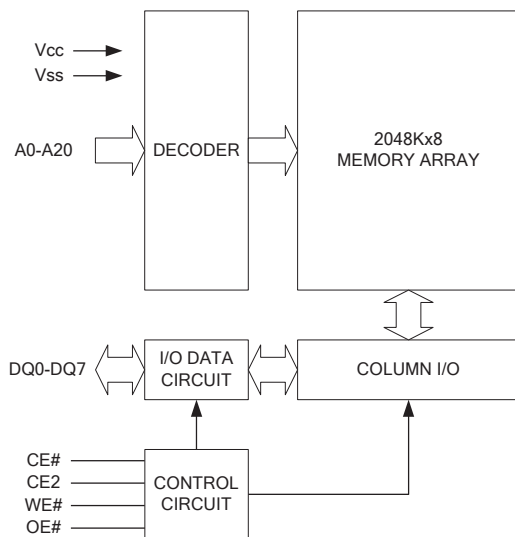 Vcc
Vss
A0-A20
DECODER
2048Kx8
MEMORY ARRAY
DQ0-DQ7
I/O DATA
CIRCUIT
COLUMN I/O
CE#
CE2
WE#
OE#
CONTROL
CIRCUIT